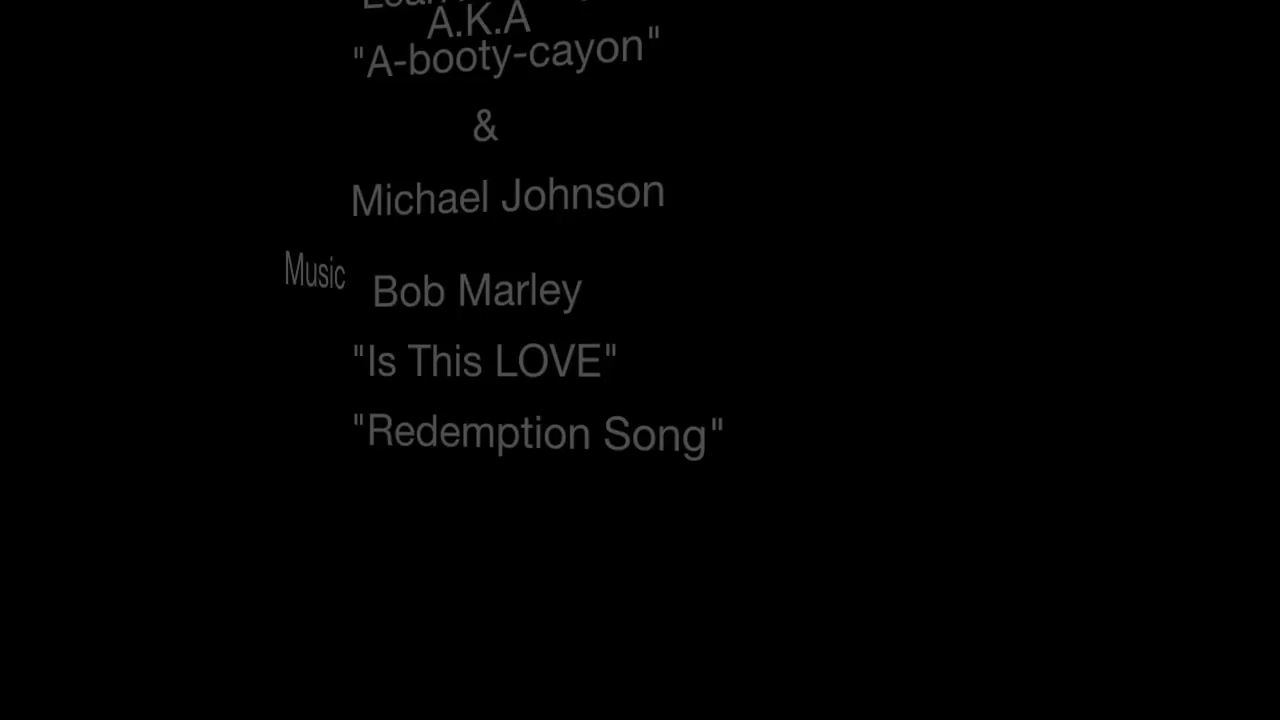 A.K.A
"A-booty-cayon"
&
Michael Johnson
Music
Bob Marley
"Is This LOVE"
"Redemption Song"